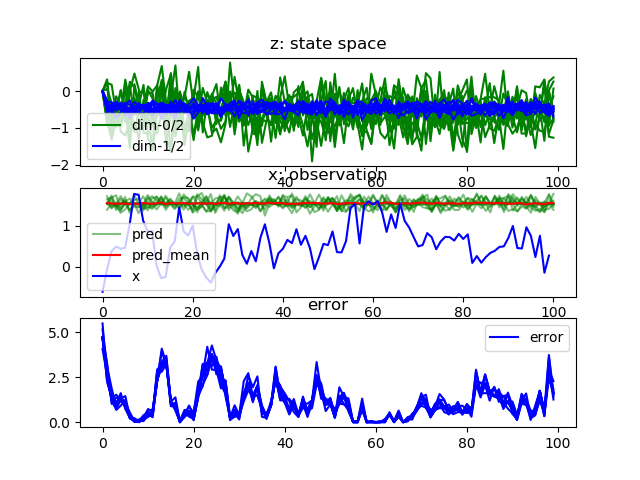 z: state space
0
−1
−2
dim-0/2
dim-1/2
0 20 40 60 80 100
x: observation
1
0
pred
pred_mean
x
0 20 40 60 80 100
error
5.0
2.5
0.0
error
0 20 40 60 80 100